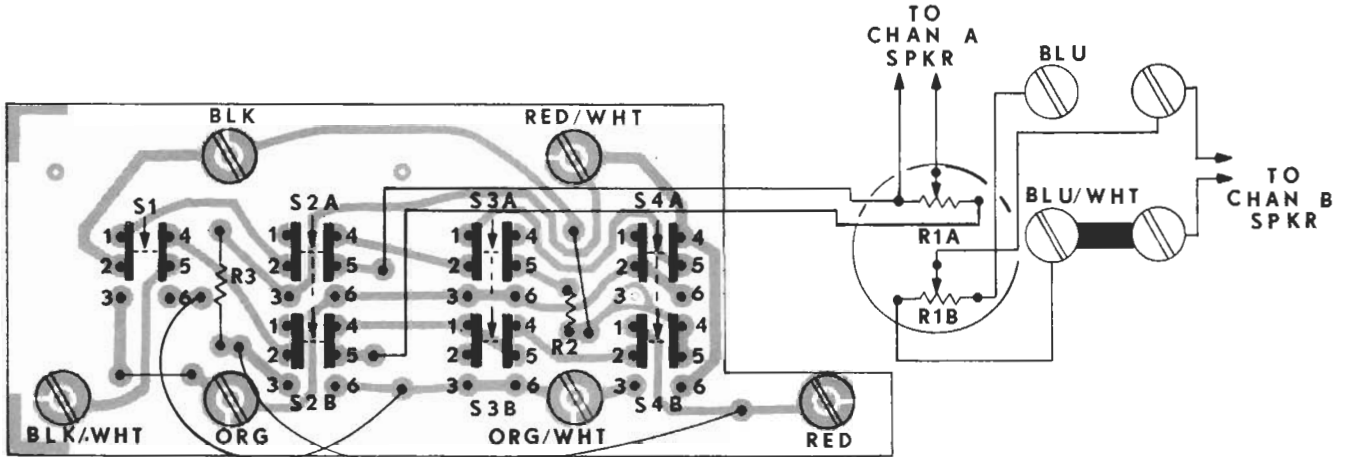 TO
CHAN A
SPKR
BLU
BLK
RED/WHT
TO
CHAN B
SPKR
BLU/WHT
S1
S2A
S3A
S4A
R1A
1 4
1 4
1 4
1 4
2 5
2 5
2 5
2 5
R3
3 6
3 6
3 6
3 6
R1B
1 4
1 4
1 4
R2
2 5
2 5
2 5
3 6
3 6
3 6
S2B
S3B
S4B
BLK/WHT
ORG
ORG/WHT
RED